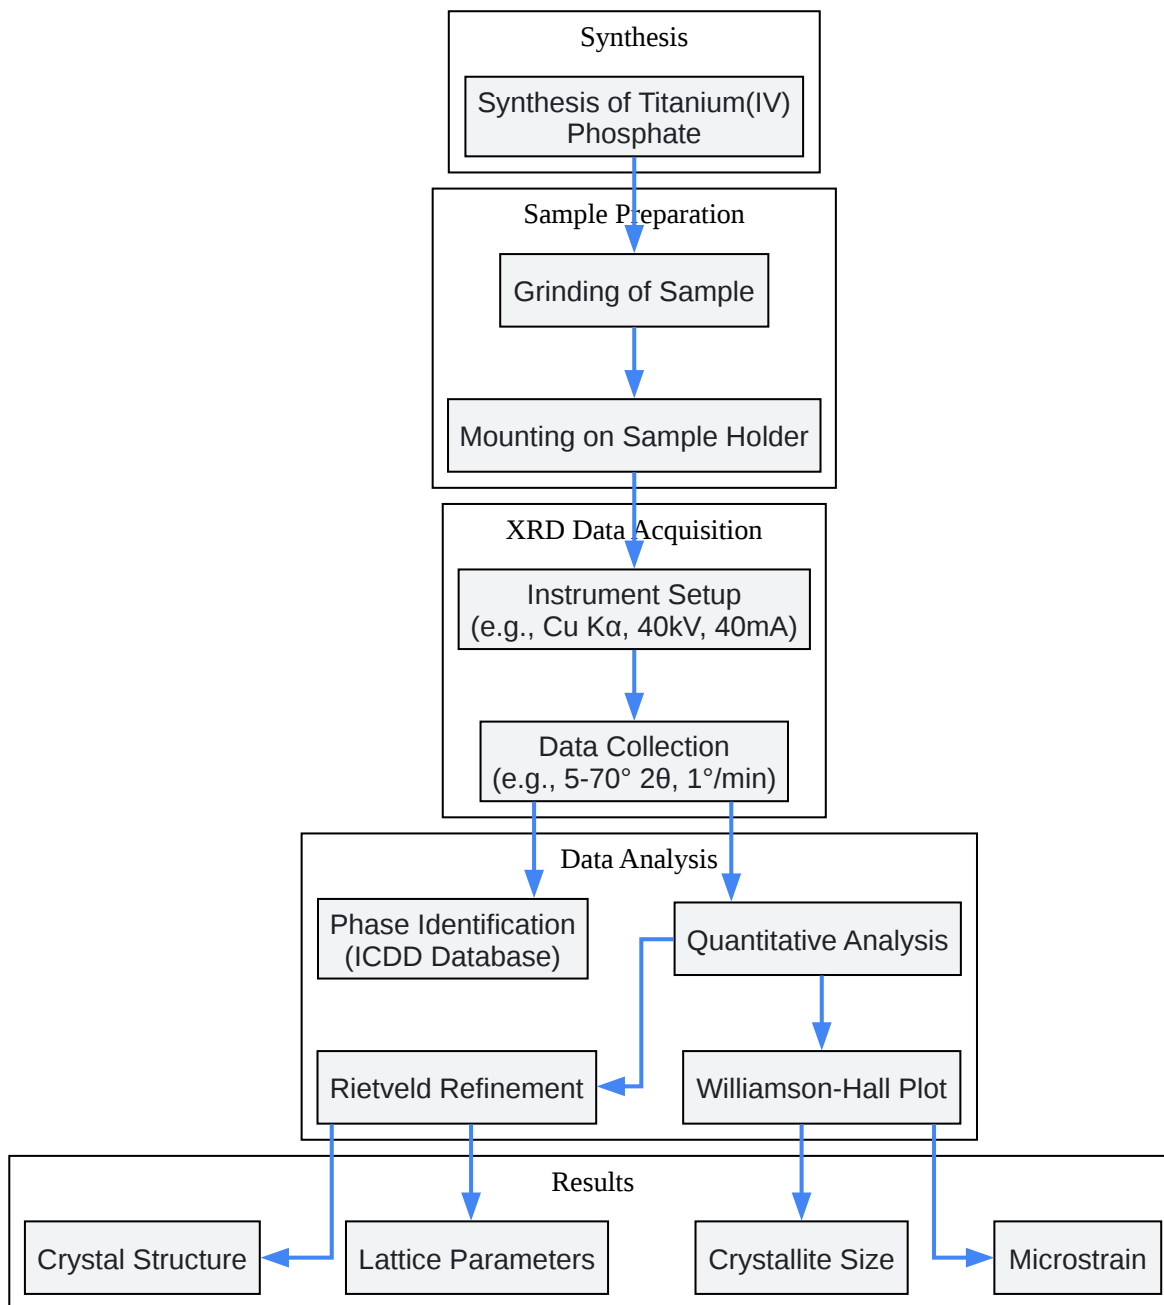 Synthesis
Synthesis of Titanium(IV)
Phosphate
Sample Preparation
Grinding of Sample
Mounting on Sample Holder
XRD Data Acquisition
Instrument Setup
(e.g., Cu Kα, 40kV, 40mA)
Data Collection
(e.g., 5-70° 2θ, 1°/min)
Data Analysis
Phase Identification
(ICDD Database)
Quantitative Analysis
Rietveld Refinement
Williamson-Hall Plot
Results
Crystal Structure
Lattice Parameters
Crystallite Size
Microstrain